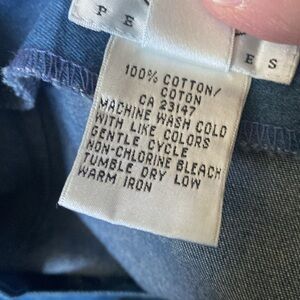 P E
E S
100% COTTON/
COTON
CA 23147
MACHINE WASH COLD
WITH LIKE COLORS
GENTLE CYCLE
NON-CHLORINE BLEACH
TUMBLE DRY LOW
WARM IRON